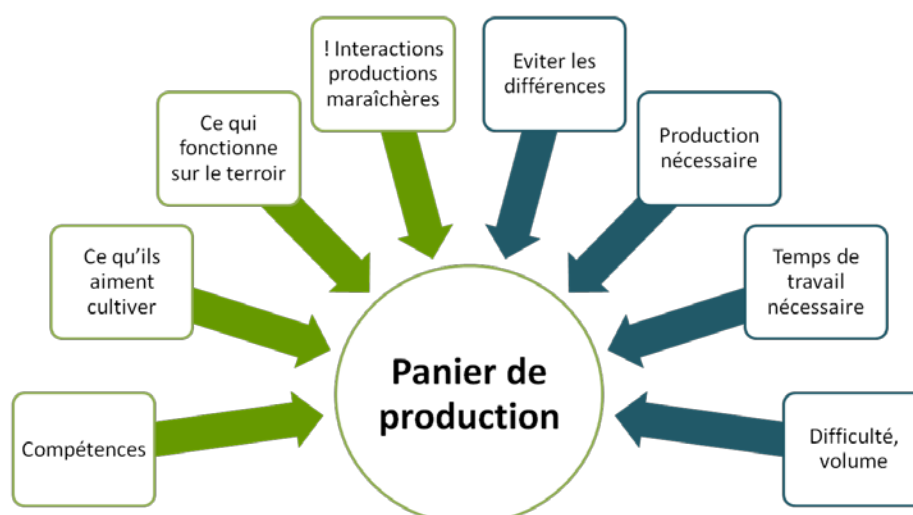 ! Interactions
productions
maraîchères
Eviter les
différences
Ce qui
fonctionne
sur le terroir
Production
nécessaire
Ce qu'ils
aiment
cultiver
Temps de
travail
nécessaire
Panier de
production
Compétences
Difficulté,
volume